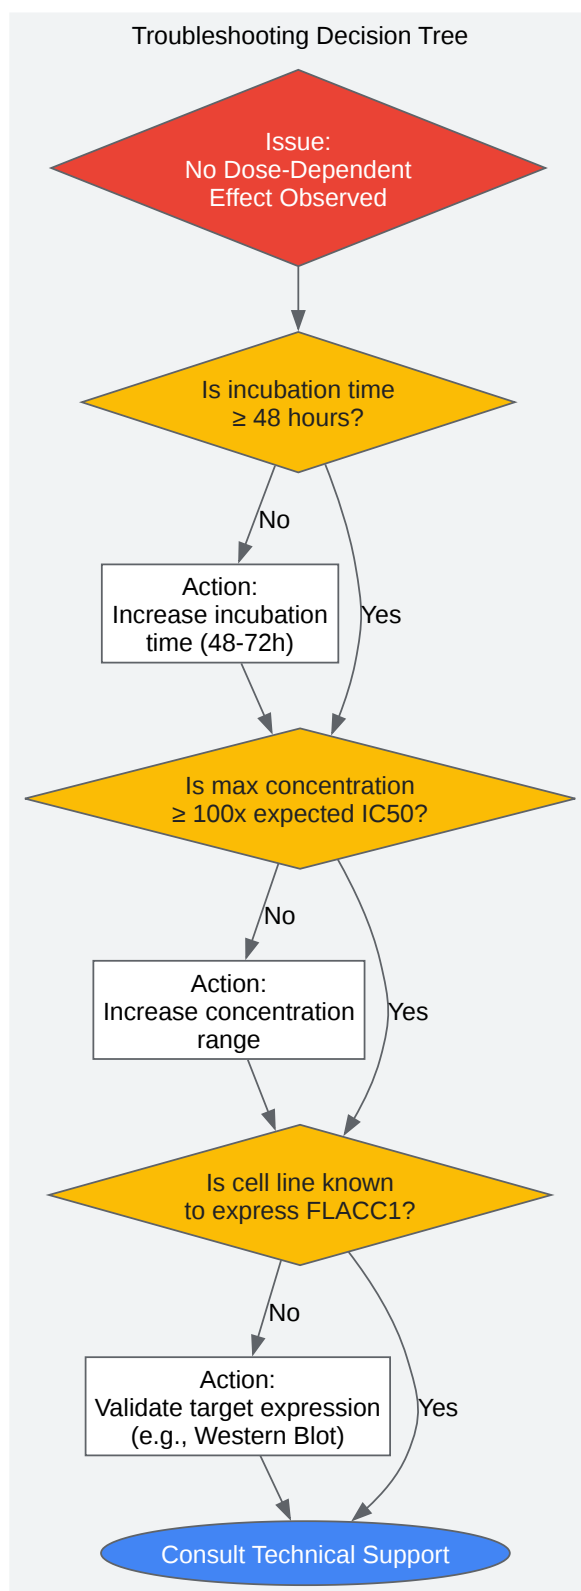 Troubleshooting Decision Tree
Issue:
No Dose-Dependent
Effect Observed
Is incubation time
≥ 48 hours?
No
Action:
Increase incubation
time (48-72h)
Yes
Is max concentration
≥ 100x expected IC50?
No
Action:
Increase concentration
range
Yes
Is cell line known
to express FLACC1?
No
Action:
Validate target expression
(e.g., Western Blot)
Yes
Consult Technical Support